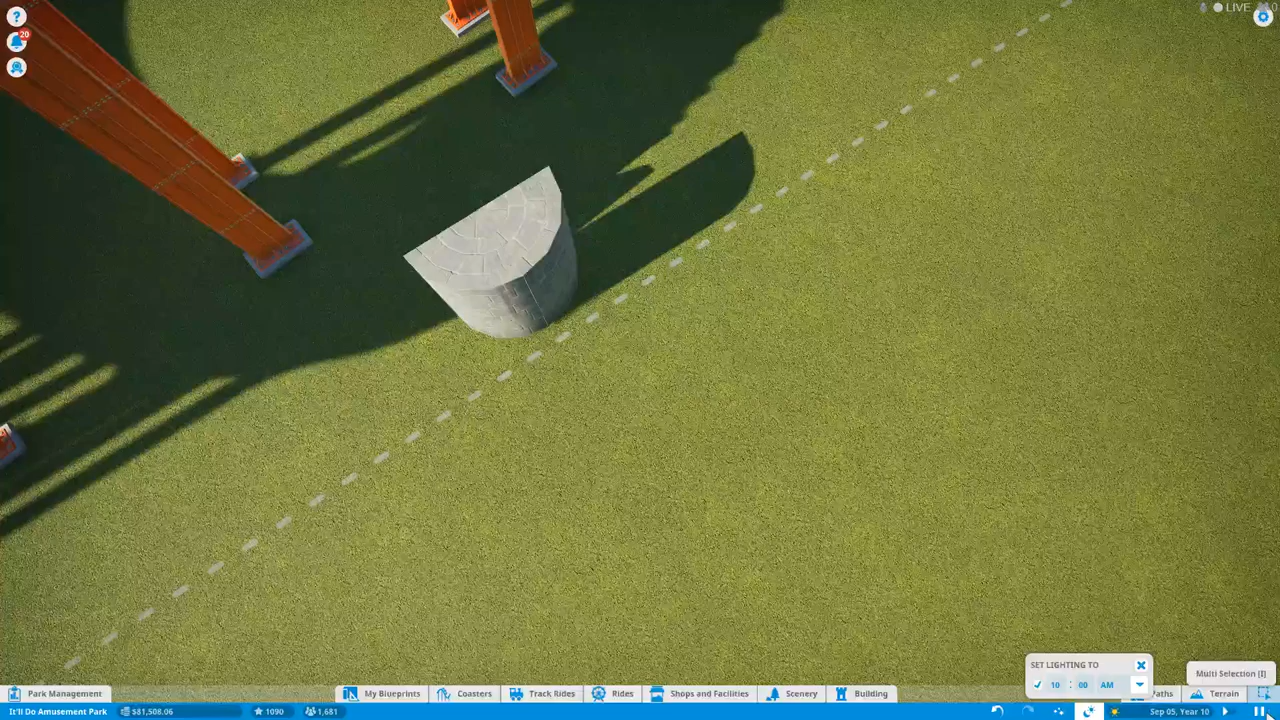 ?
LIVE 0
20
SET LIGHTING TO
10 : 00 AM
Multi Selection [I]
Park Management
My Blueprints
Coasters
Track Rides
Rides
Shops and Facilities
Scenery
Building
Paths
Terrain
It'll Do Amusement Park
$81,508.06
1090
1,681
Sep 05, Year 10